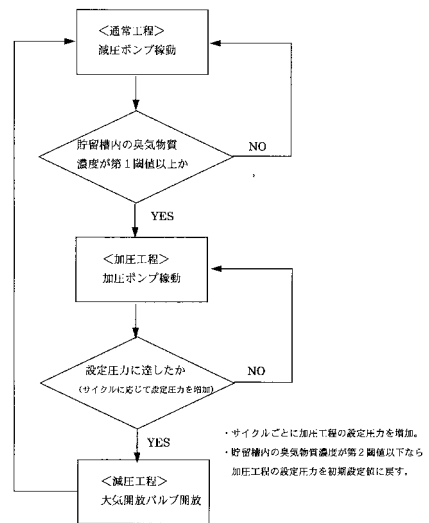 ＜通常工程＞
減圧ポンプ稼動
貯留槽内の臭気物質
濃度が第１閾値以上か
NO
YES
＜加圧工程＞
加圧ポンプ稼動
設定圧力に達したか
(サイクルに応じて設定圧力を増加)
NO
YES
＜減圧工程＞
大気開放バルブ開放
・サイクルごとに加圧工程の設定圧力を増加。
・貯留槽内の臭気物質濃度が第２閾値以下なら
加圧工程の設定圧力を初期設定値に戻す。